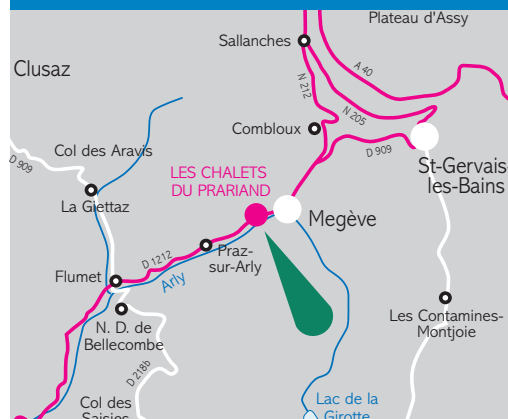 Plateau d'Assy
Sallanches
A 40
Clusaz
N 212
N 205
Combloux
D 909
Col des Aravis
D 909
St-Gervais-
les-Bains
LES CHALETS
DU PRARIAND
La Giettaz
Megève
Praz-
sur-Arly
D 1212
Arly
Flumet
N. D. de
Bellecombe
Les Contamines-
Montjoie
D 218b
Col des
Saisies
Lac de la
Girotte